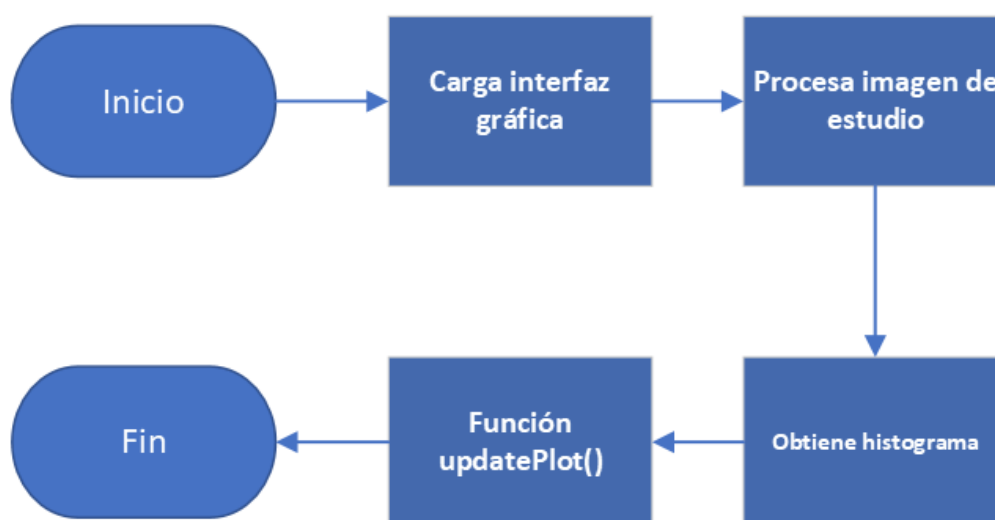 Inicio
Carga interfaz
gráfica
Procesa imagen de
estudio
Obtiene histograma
Función
updatePlot()
Fin